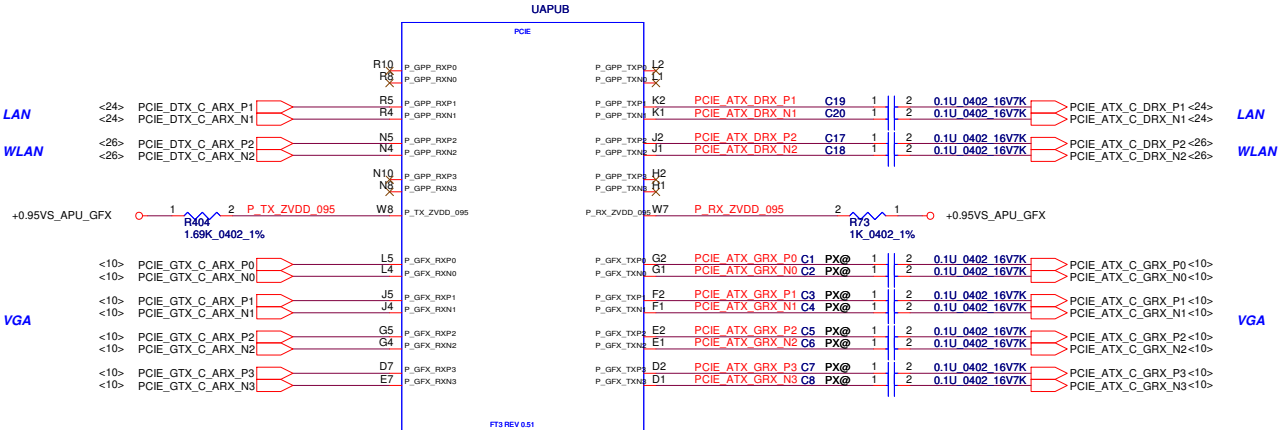 UAPUB
PCIE
R10 P_GPP_RXP0 P_GPP_TXP0 L2
R8 P_GPP_RXN0 P_GPP_TXN0 L1
<24> PCIE_DTX_C_ARX_P1 R5 P_GPP_RXP1 P_GPP_TXP1 K2 PCIE_ATX_DRX_P1 C19 1 2 0.1U_0402_16V7K PCIE_ATX_C_DRX_P1 <24>
LAN LAN
<24> PCIE_DTX_C_ARX_N1 R4 P_GPP_RXN1 P_GPP_TXN1 K1 PCIE_ATX_DRX_N1 C20 1 2 0.1U_0402_16V7K PCIE_ATX_C_DRX_N1 <24>
<26> PCIE_DTX_C_ARX_P2 N5 P_GPP_RXP2 P_GPP_TXP2 J2 PCIE_ATX_DRX_P2 C17 1 2 0.1U_0402_16V7K PCIE_ATX_C_DRX_P2 <26>
WLAN WLAN
<26> PCIE_DTX_C_ARX_N2 N4 P_GPP_RXN2 P_GPP_TXN2 J1 PCIE_ATX_DRX_N2 C18 1 2 0.1U_0402_16V7K PCIE_ATX_C_DRX_N2 <26>
N10 P_GPP_RXP3 P_GPP_TXP3 H2
N8 P_GPP_RXN3 P_GPP_TXN3 H1
+0.95VS_APU_GFX 1 2 P_TX_ZVDD_095 W8 P_TX_ZVDD_095 P_RX_ZVDD_095 W7 P_RX_ZVDD_095 2 1 +0.95VS_APU_GFX
R404 R73
1.69K_0402_1% 1K_0402_1%
<10> PCIE_GTX_C_ARX_P0 L5 P_GFX_RXP0 P_GFX_TXP0 G2 PCIE_ATX_GRX_P0 C1 PX@ 1 2 0.1U_0402_16V7K PCIE_ATX_C_GRX_P0 <10>
<10> PCIE_GTX_C_ARX_N0 L4 P_GFX_RXN0 P_GFX_TXN0 G1 PCIE_ATX_GRX_N0 C2 PX@ 1 2 0.1U_0402_16V7K PCIE_ATX_C_GRX_N0 <10>
<10> PCIE_GTX_C_ARX_P1 J5 P_GFX_RXP1 P_GFX_TXP1 F2 PCIE_ATX_GRX_P1 C3 PX@ 1 2 0.1U_0402_16V7K PCIE_ATX_C_GRX_P1 <10>
<10> PCIE_GTX_C_ARX_N1 J4 P_GFX_RXN1 P_GFX_TXN1 F1 PCIE_ATX_GRX_N1 C4 PX@ 1 2 0.1U_0402_16V7K PCIE_ATX_C_GRX_N1 <10>
VGA VGA
<10> PCIE_GTX_C_ARX_P2 G5 P_GFX_RXP2 P_GFX_TXP2 E2 PCIE_ATX_GRX_P2 C5 PX@ 1 2 0.1U_0402_16V7K PCIE_ATX_C_GRX_P2 <10>
<10> PCIE_GTX_C_ARX_N2 G4 P_GFX_RXN2 P_GFX_TXN2 E1 PCIE_ATX_GRX_N2 C6 PX@ 1 2 0.1U_0402_16V7K PCIE_ATX_C_GRX_N2 <10>
<10> PCIE_GTX_C_ARX_P3 D7 P_GFX_RXP3 P_GFX_TXP3 D2 PCIE_ATX_GRX_P3 C7 PX@ 1 2 0.1U_0402_16V7K PCIE_ATX_C_GRX_P3 <10>
<10> PCIE_GTX_C_ARX_N3 E7 P_GFX_RXN3 P_GFX_TXN3 D1 PCIE_ATX_GRX_N3 C8 PX@ 1 2 0.1U_0402_16V7K PCIE_ATX_C_GRX_N3 <10>
FT3 REV 0.51